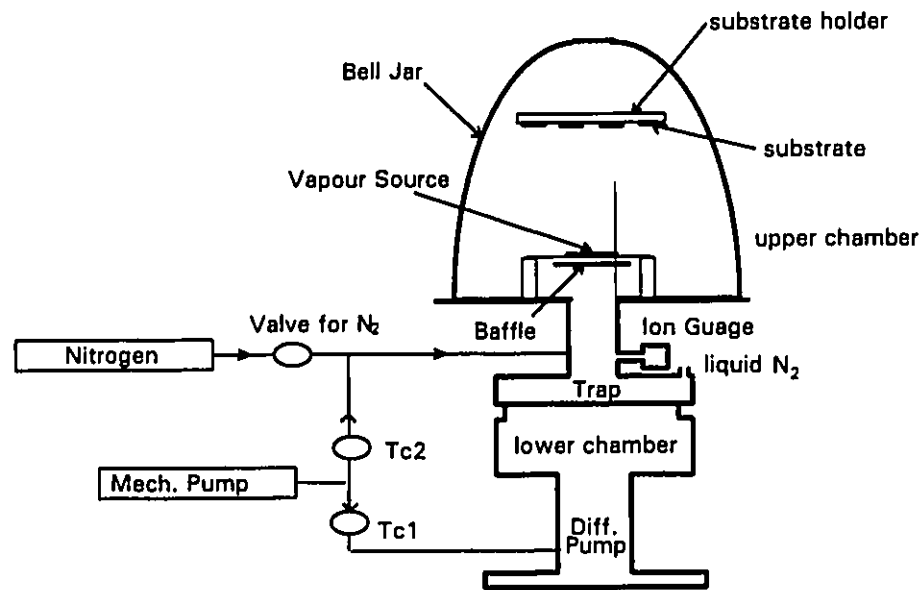 substrate holder
Bell Jar
substrate
Vapour Source
upper chamber
Baffle
Valve for N₂
Ion Guage
Nitrogen
liquid N₂
Trap
Tc2
lower chamber
Mech. Pump
Tc1
Diff.
Pump